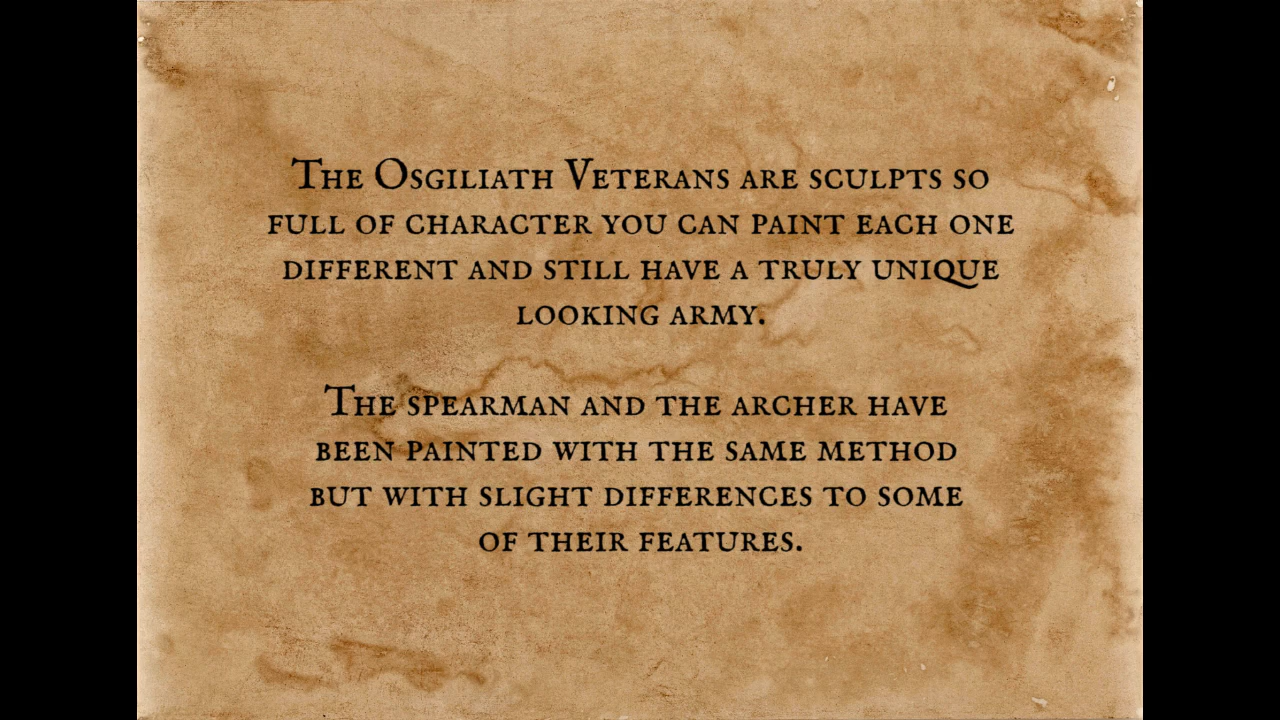 The Osgiliath Veterans are sculpts so
full of character you can paint each one
different and still have a truly unique
looking army.
The spearman and the archer have
been painted with the same method
but with slight differences to some
of their features.